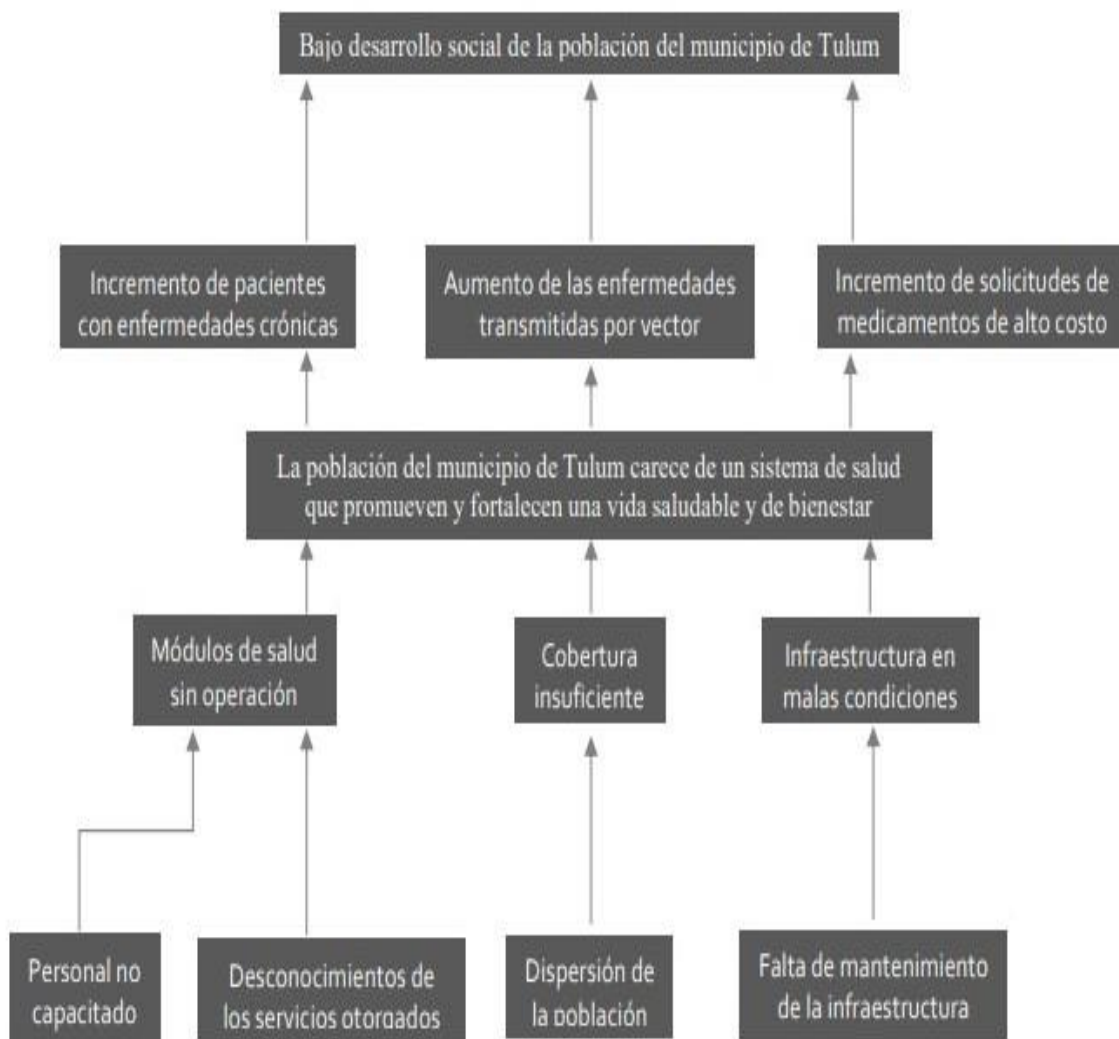 Bajo desarrollo social de la población del municipio de Tulum
Incremento de pacientes
con enfermedades crónicas
Aumento de las enfermedades
transmitidas por vector
Incremento de solicitudes de
medicamentos de alto costo
La población del municipio de Tulum carece de un sistema de salud
que promueven y fortalecen una vida saludable y de bienestar
Módulos de salud
sin operación
Cobertura
insuficiente
Infraestructura en
malas condiciones
Personal no
capacitado
Desconocimientos de
los servicios otorgados
Dispersión de
la población
Falta de mantenimiento
de la infraestructura